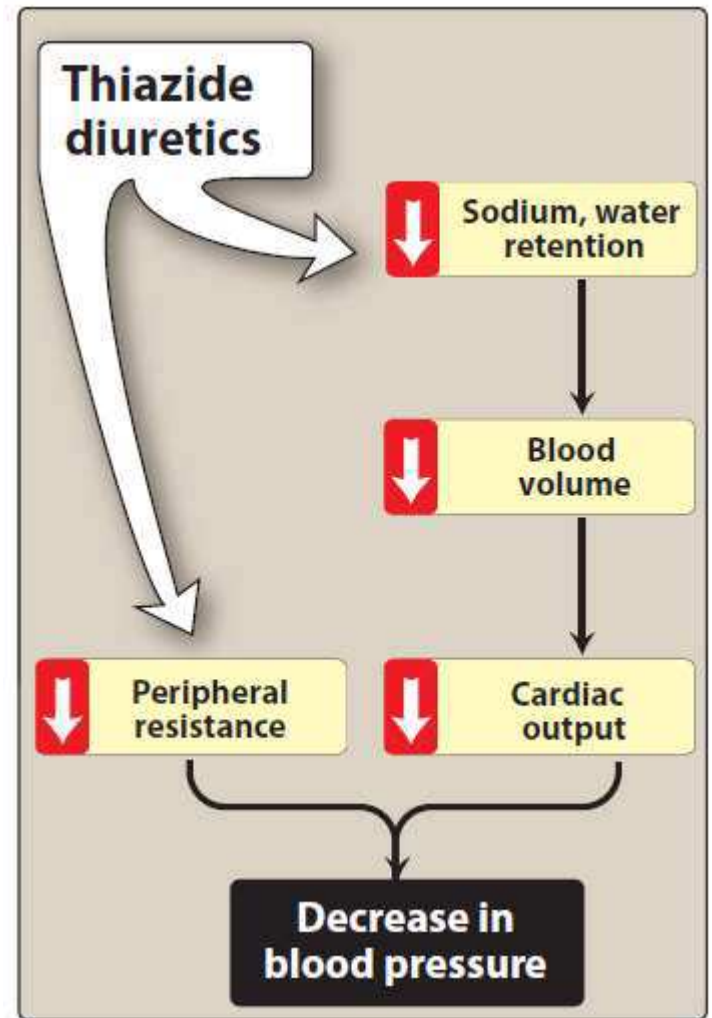 Thiazide
diuretics
Sodium, water
retention
Blood
volume
Peripheral
resistance
Cardiac
output
Decrease in
blood pressure